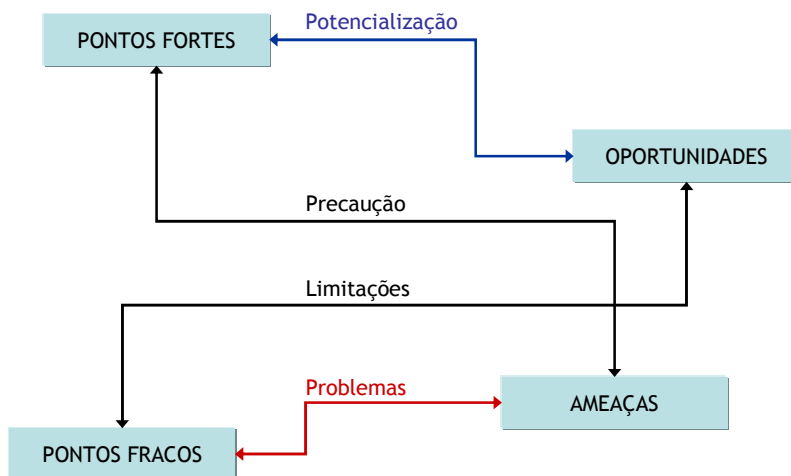 Potencialização
PONTOS FORTES
OPORTUNIDADES
Precaução
Limitações
Problemas
AMEAÇAS
PONTOS FRACOS